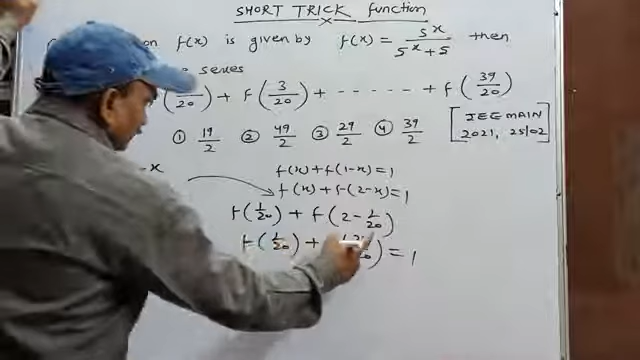 SHORT TRICK function
on f(x) is given by f(x) = 5^x / (5^x + 5) then
series
/20) + f(3/20) + - - - - - + f(39/20)
① 19/2 ② 49/2 ③ 29/2 ④ 39/2
[JEE MAIN
2021, 25/02]
-x
f(x) + f(1-x) = 1
f(x) + f(2-x) = 1
f(1/20) + f(2 - 1/20)
f(1/20) + ) = 1